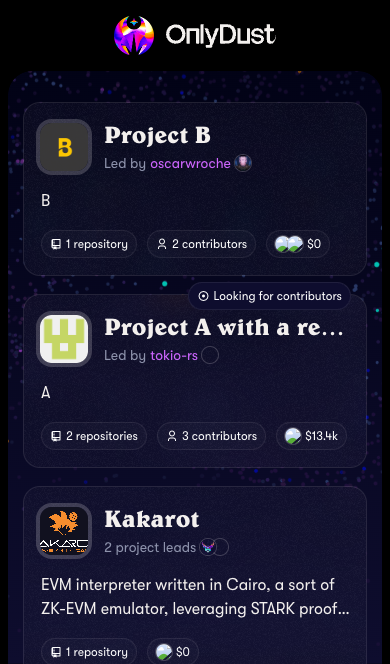 OnlyDust
Project B
Led by oscarwroche
B
1 repository 2 contributors $0
Looking for contributors
Project A with a re...
Led by tokio-rs
A
2 repositories 3 contributors $13.4k
Kakarot
2 project leads
EVM interpreter written in Cairo, a sort of
ZK-EVM emulator, leveraging STARK proof...
1 repository $0